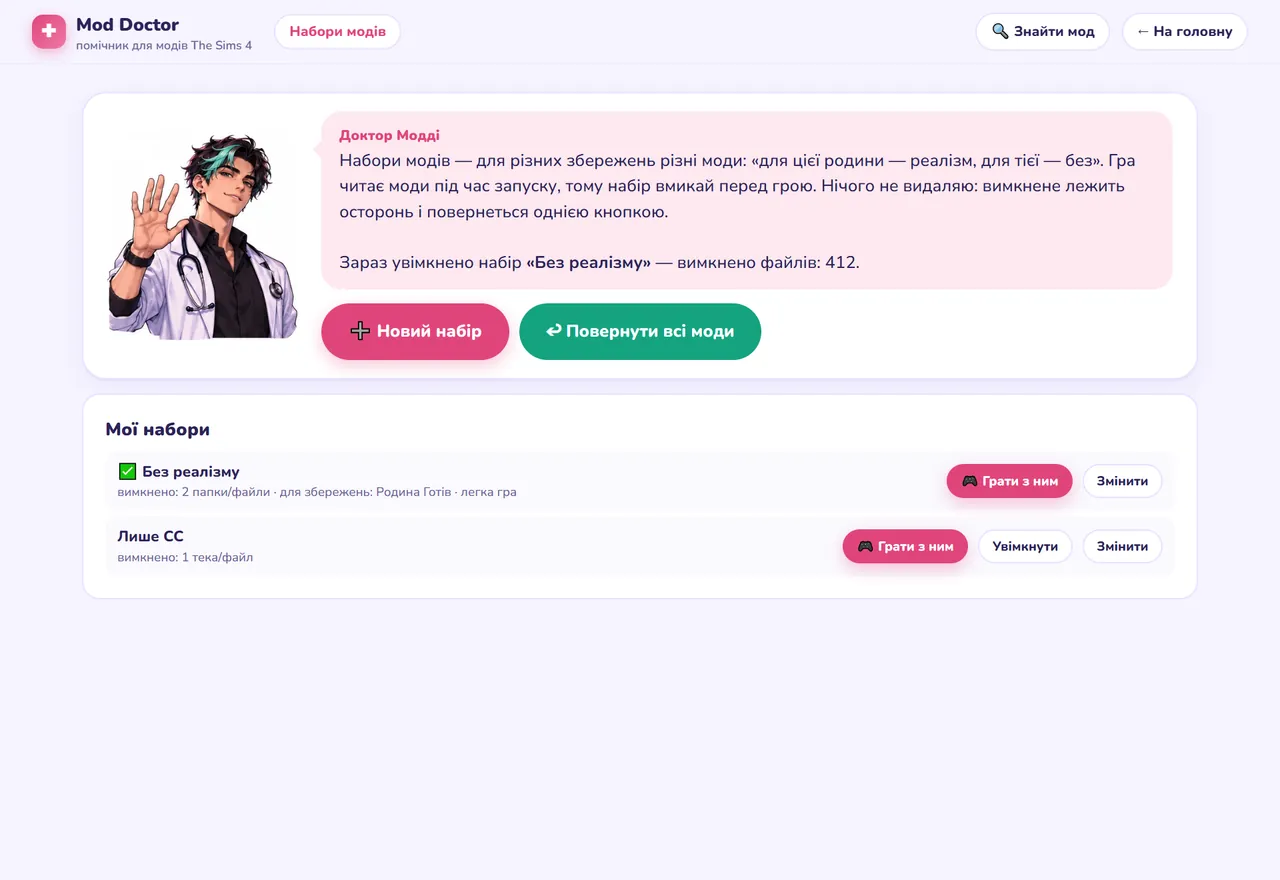 Mod Doctor
помічник для модів The Sims 4
Набори модів
🔍 Знайти мод
← На головну
Доктор Модді
Набори модів — для різних збережень різні моди: «для цієї родини — реалізм, для тієї — без». Гра
читає моди під час запуску, тому набір вмикай перед грою. Нічого не видаляю: вимкнене лежить
осторонь і повернеться однією кнопкою.
Зараз увімкнено набір «Без реалізму» — вимкнено файлів: 412.
➕ Новий набір
↩ Повернути всі моди
Мої набори
✅ Без реалізму
вимкнено: 2 папки/файли · для збережень: Родина Готів · легка гра
🎮 Грати з ним
Змінити
Лише СС
вимкнено: 1 тека/файл
🎮 Грати з ним
Увімкнути
Змінити